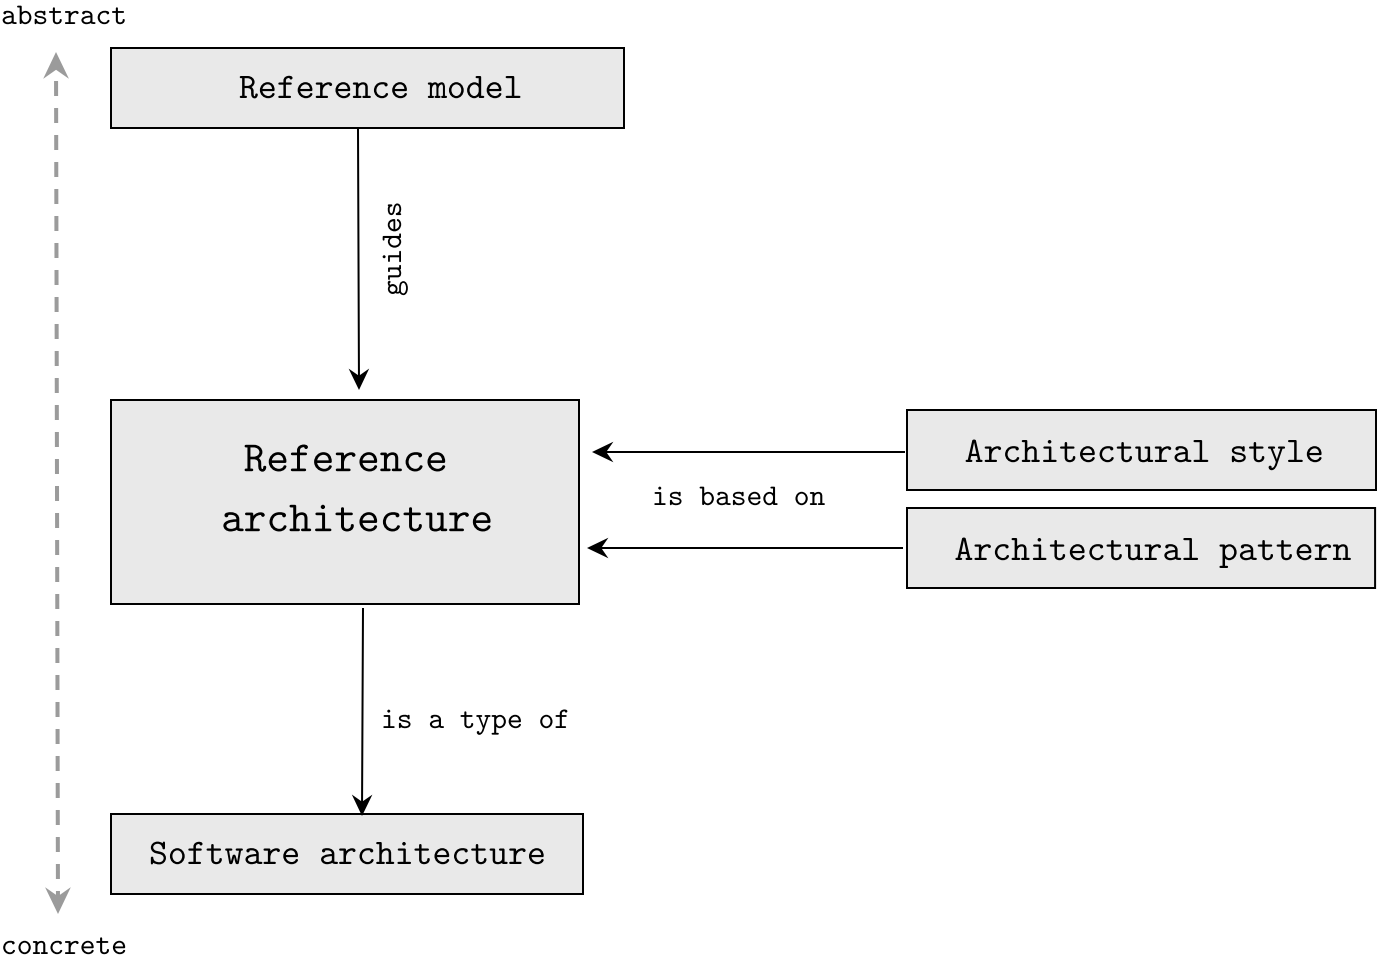 abstract
Reference model
guides
Reference
architecture
Architectural style
is based on
Architectural pattern
is a type of
Software architecture
concrete